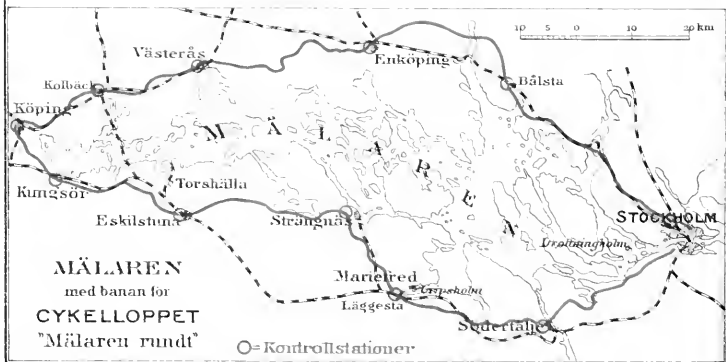 10 5 0 10 20 km
Västerås
Enköping
Kolbäck
Bålsta
Köping
MÄLAREN
Torshälla
Kungsör
STOCKHOLM
Eskilstuna
Strängnäs
Drottningholm
MÄLAREN
med banan för
CYKELLOPPET
"Mälaren rundt"
Mariefred
Gripsholm
Läggesta
Södertälje
O=Kontrollstationer